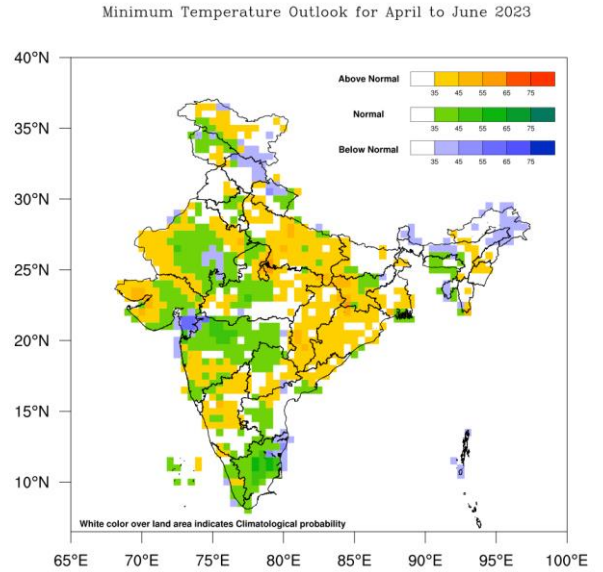 Minimum Temperature Outlook for April to June 2023
40°N
35°N
30°N
25°N
20°N
15°N
10°N
Above Normal
35 45 55 65 75
Normal
35 45 55 65 75
Below Normal
35 45 55 65 75
White color over land area indicates Climatological probability
65°E 70°E 75°E 80°E 85°E 90°E 95°E 100°E